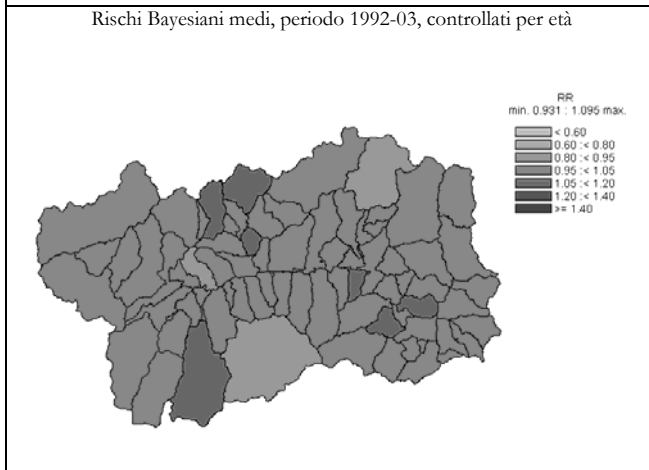 Rischi Bayesiani medi, periodo 1992-03, controllati per età
RR
min. 0.931 : 1.095 max.
< 0.60
0.60 :< 0.80
0.80 :< 0.95
0.95 :< 1.05
1.05 :< 1.20
1.20 :< 1.40
>= 1.40